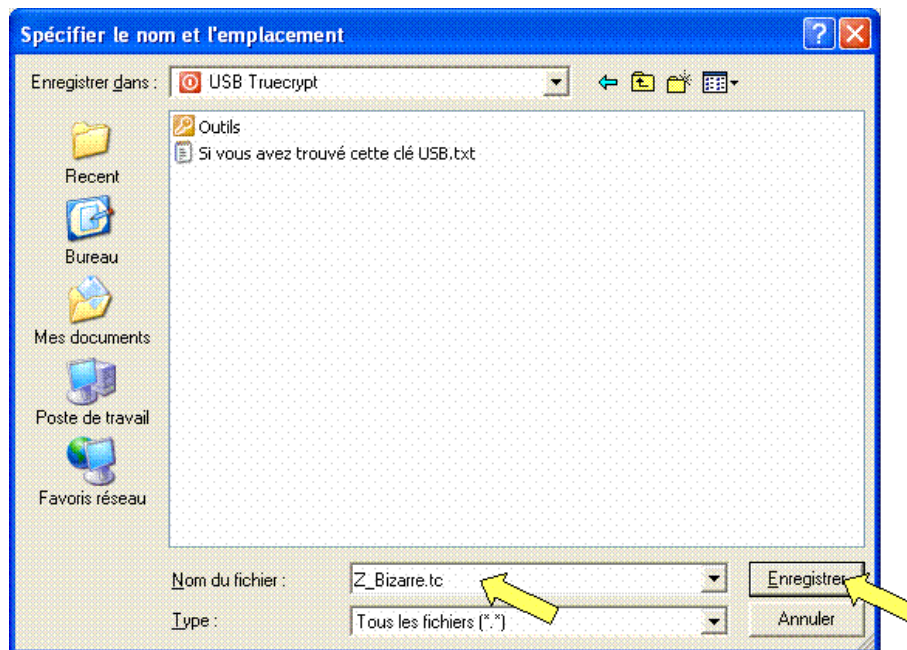 Spécifier le nom et l'emplacement
Enregistrer dans : USB Truecrypt
Outils
Si vous avez trouvé cette clé USB.txt
Recent
Bureau
Mes documents
Poste de travail
Favoris réseau
Nom du fichier : Z_Bizarre.tc Enregistrer
Type : Tous les fichiers (*.*) Annuler